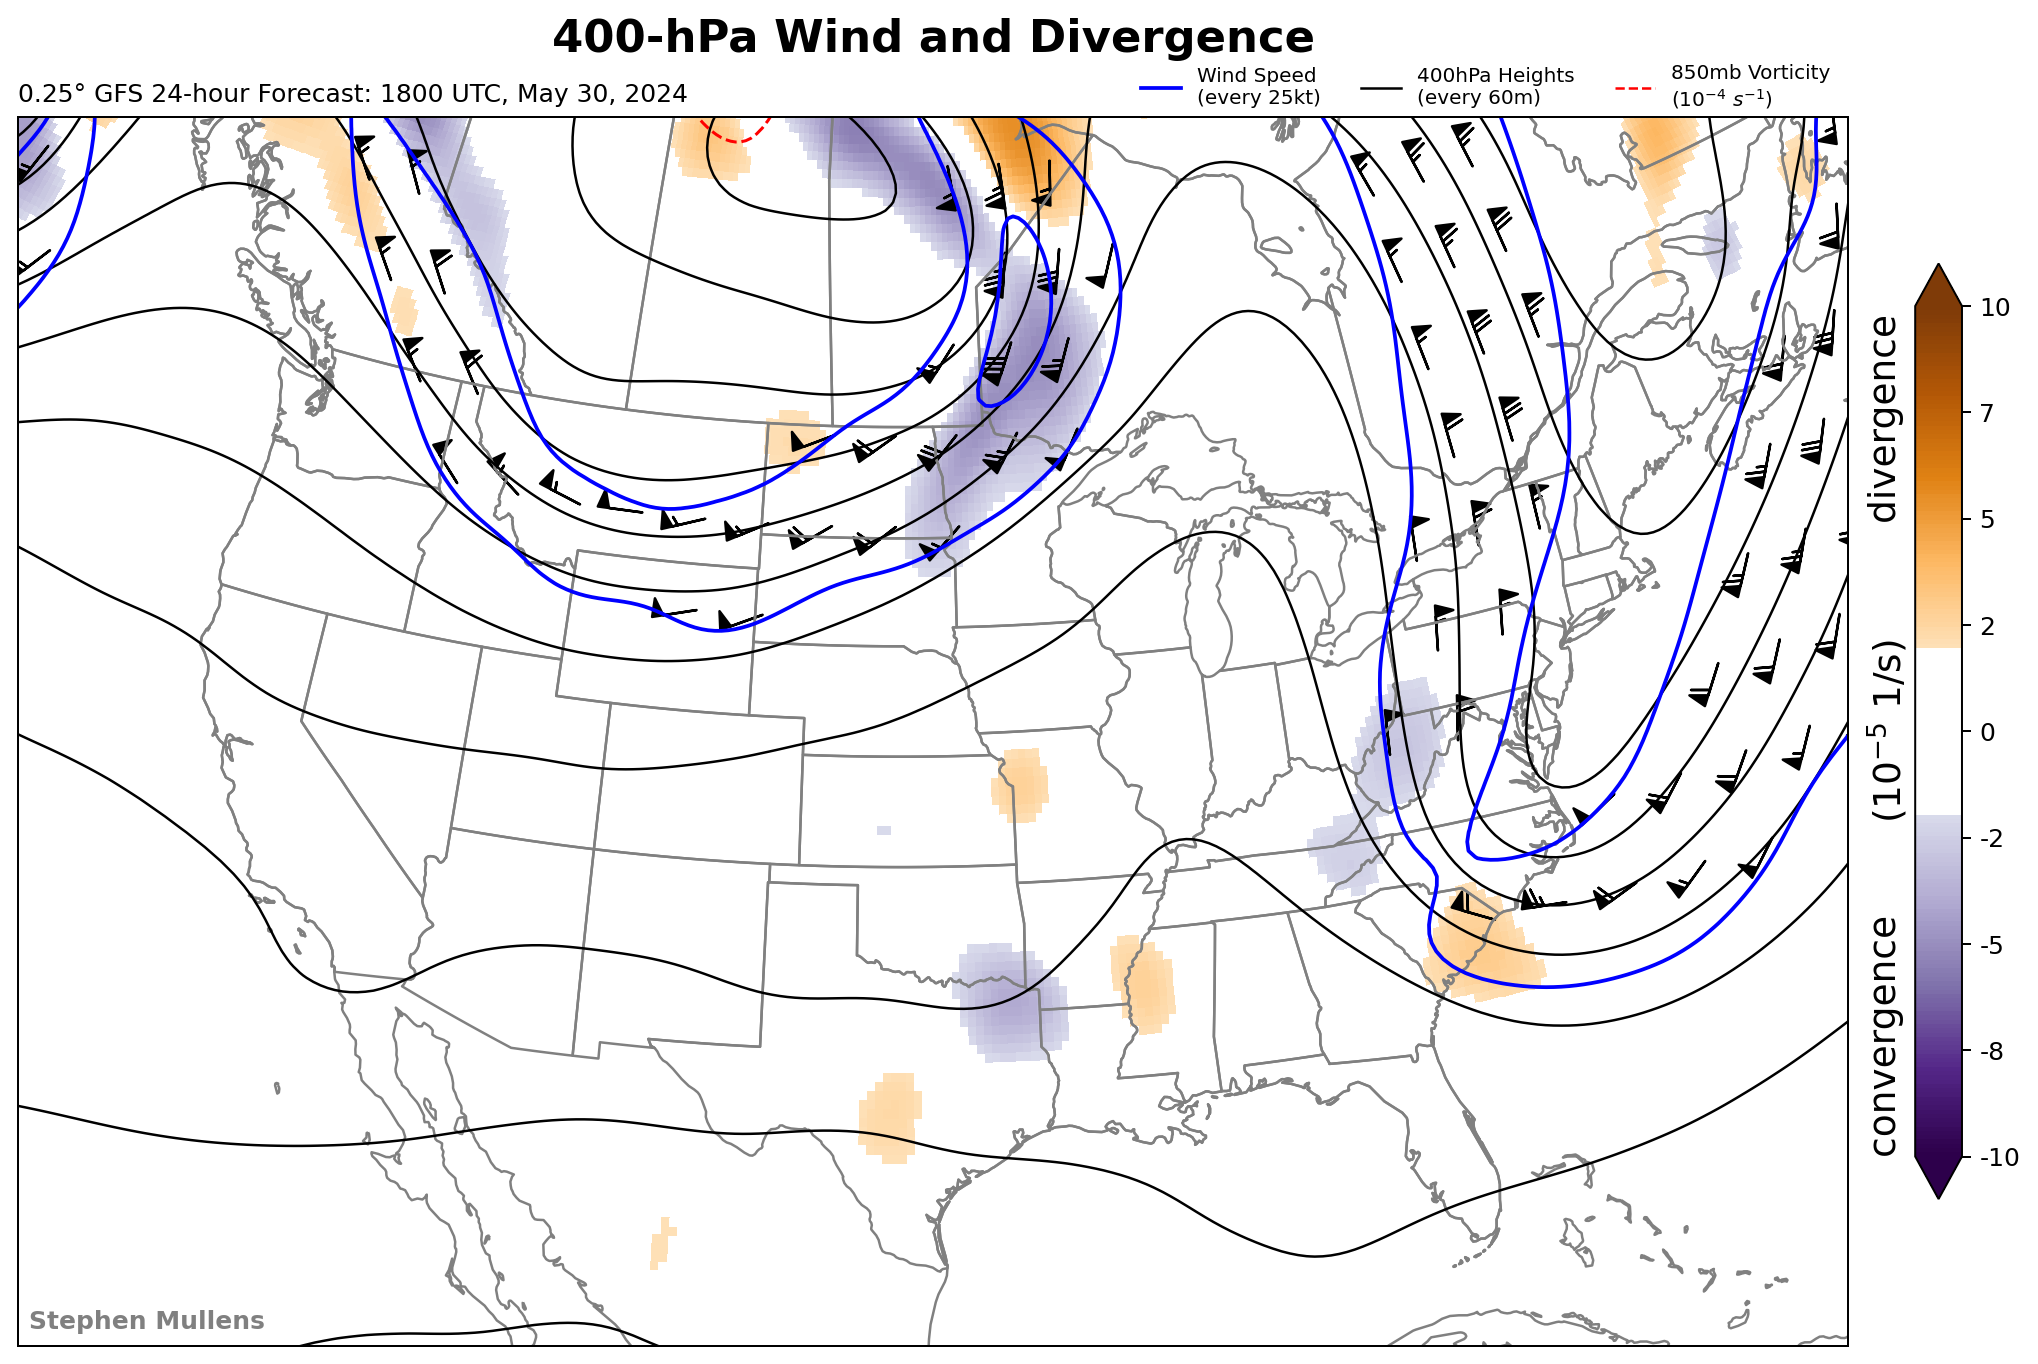 400-hPa Wind and Divergence
0.25° GFS 24-hour Forecast: 1800 UTC, May 30, 2024
Wind Speed
(every 25kt)
400hPa Heights
(every 60m)
850mb Vorticity
(10⁻⁴ s⁻¹)
10
7
5
2
0
-2
-5
-8
-10
convergence (10⁻⁵ 1/s) divergence
Stephen Mullens